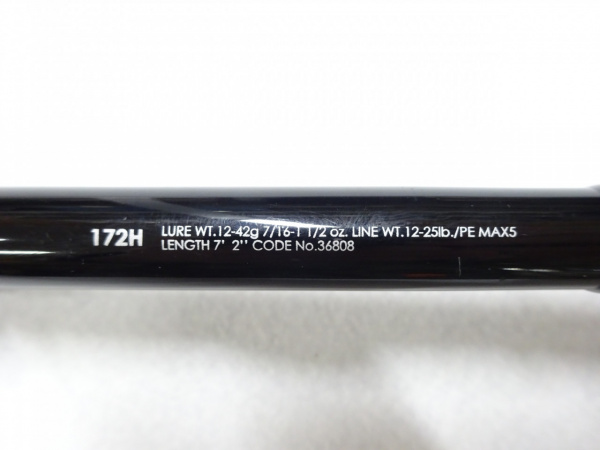 172H
LURE WT.12-42g 7/16-1 1/2 oz. LINE WT.12-25lb./PE MAX5
LENGTH 7' 2'' CODE No.36808